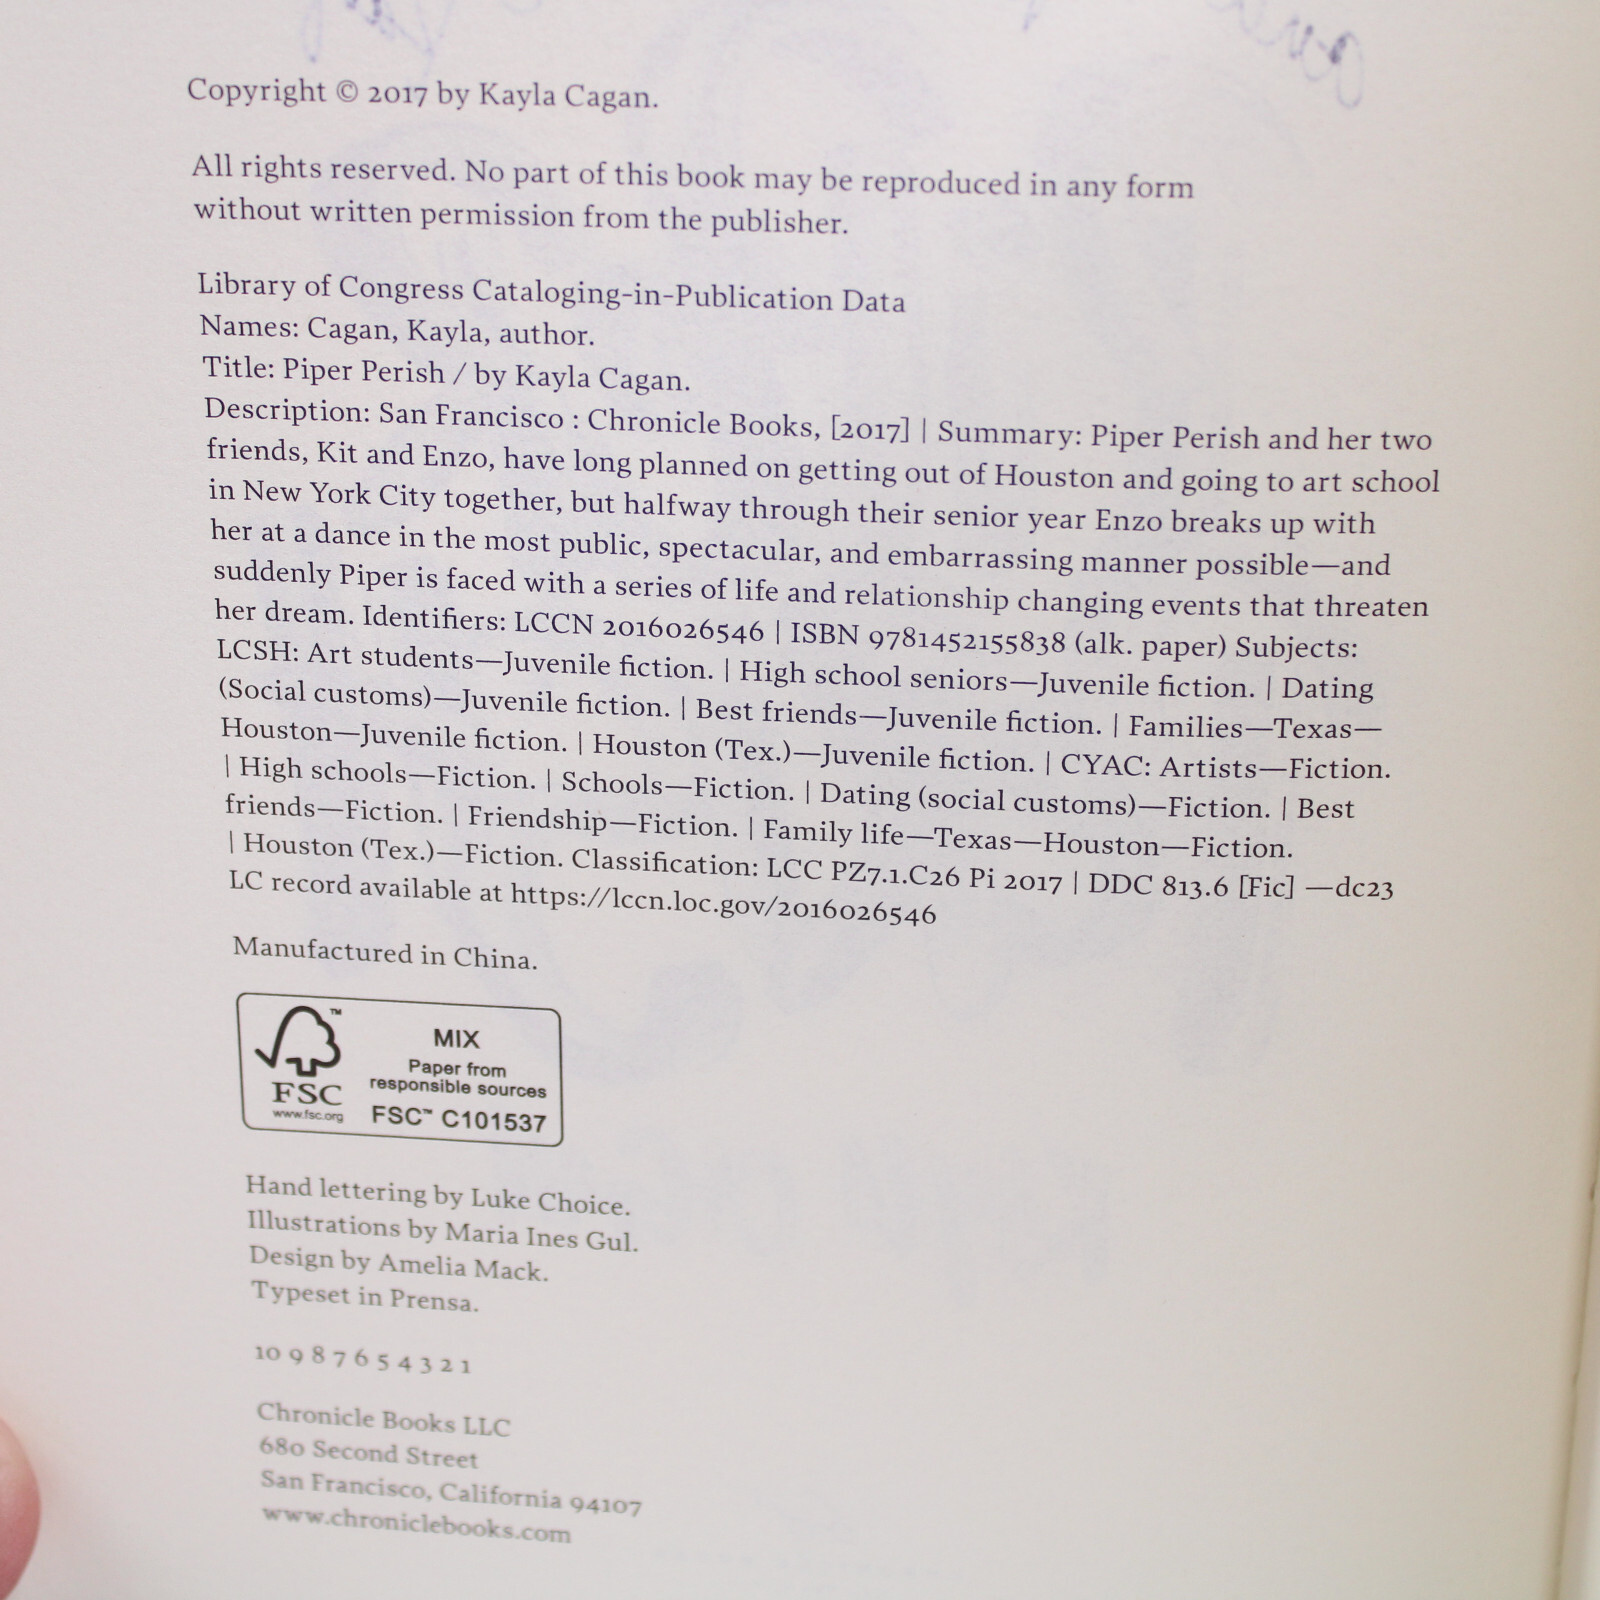 Copyright © 2017 by Kayla Cagan.
All rights reserved. No part of this book may be reproduced in any form
without written permission from the publisher.
Library of Congress Cataloging-in-Publication Data
Names: Cagan, Kayla, author.
Title: Piper Perish / by Kayla Cagan.
Description: San Francisco : Chronicle Books, [2017] | Summary: Piper Perish and her two
friends, Kit and Enzo, have long planned on getting out of Houston and going to art school
in New York City together, but halfway through their senior year Enzo breaks up with
her at a dance in the most public, spectacular, and embarrassing manner possible—and
suddenly Piper is faced with a series of life and relationship changing events that threaten
her dream. Identifiers: LCCN 2016026546 | ISBN 9781452155838 (alk. paper) Subjects:
LCSH: Art students—Juvenile fiction. | High school seniors—Juvenile fiction. | Dating
(Social customs)—Juvenile fiction. | Best friends—Juvenile fiction. | Families—Texas—
Houston—Juvenile fiction. | Houston (Tex.)—Juvenile fiction. | CYAC: Artists—Fiction.
| High schools—Fiction. | Schools—Fiction. | Dating (social customs)—Fiction. | Best
friends—Fiction. | Friendship—Fiction. | Family life—Texas—Houston—Fiction.
| Houston (Tex.)—Fiction. Classification: LCC PZ7.1.C26 Pi 2017 | DDC 813.6 [Fic] —dc23
LC record available at https://lccn.loc.gov/2016026546
Manufactured in China.
™
FSC
www.fsc.org
MIX
Paper from
responsible sources
FSC™ C101537
Hand lettering by Luke Choice.
Illustrations by Maria Ines Gul.
Design by Amelia Mack.
Typeset in Prensa.
10 9 8 7 6 5 4 3 2 1
Chronicle Books LLC
680 Second Street
San Francisco, California 94107
www.chroniclebooks.com